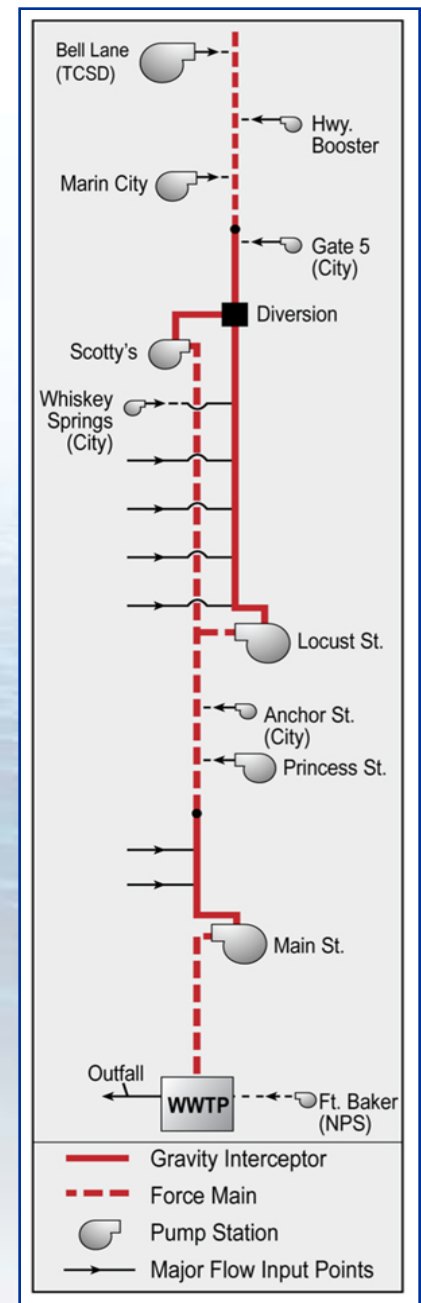 Bell Lane
(TCSD)
Hwy.
Booster
Marin City
Gate 5
(City)
Diversion
Scotty's
Whiskey
Springs
(City)
Locust St.
Anchor St.
(City)
Princess St.
Main St.
Outfall
WWTP
Ft. Baker
(NPS)
Gravity Interceptor
Force Main
Pump Station
Major Flow Input Points